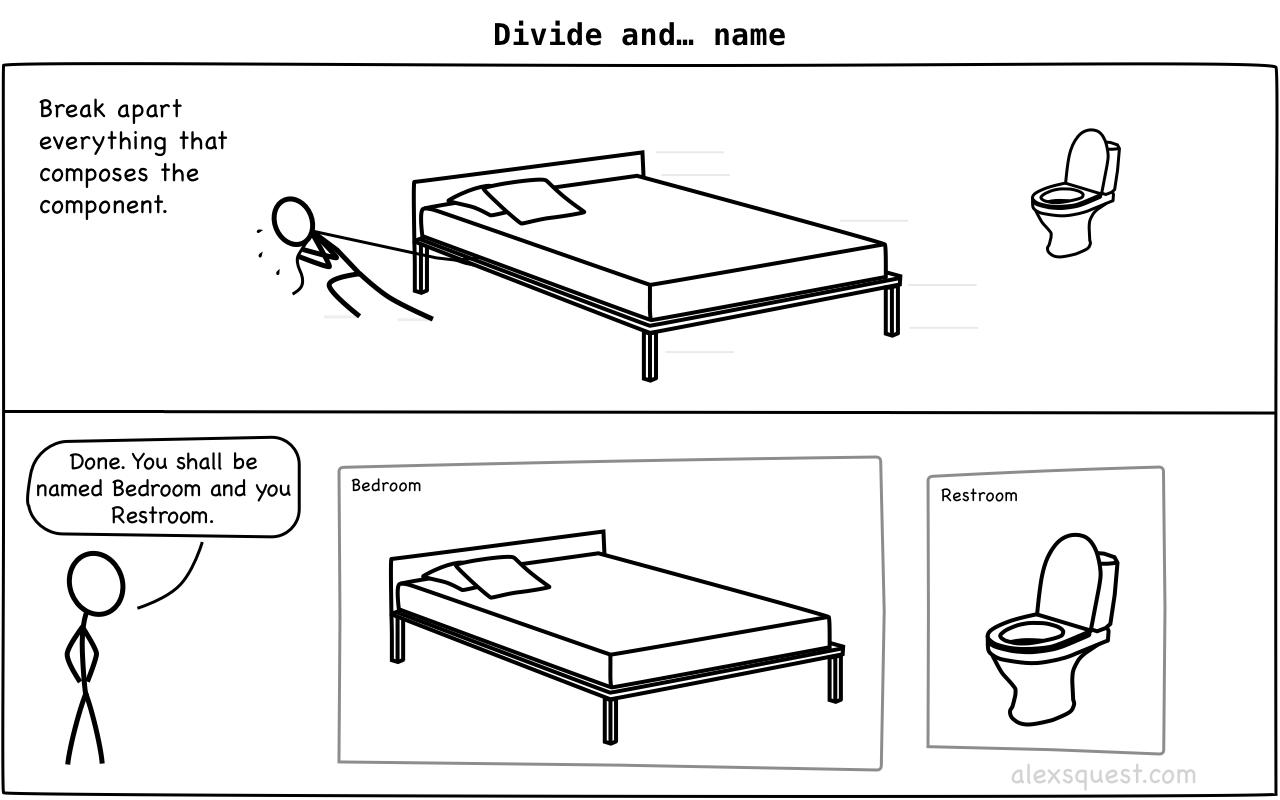 Divide and… name
Break apart
everything that
composes the
component.
Done. You shall be
named Bedroom and you
Restroom.
Bedroom
Restroom
alexsquest.com